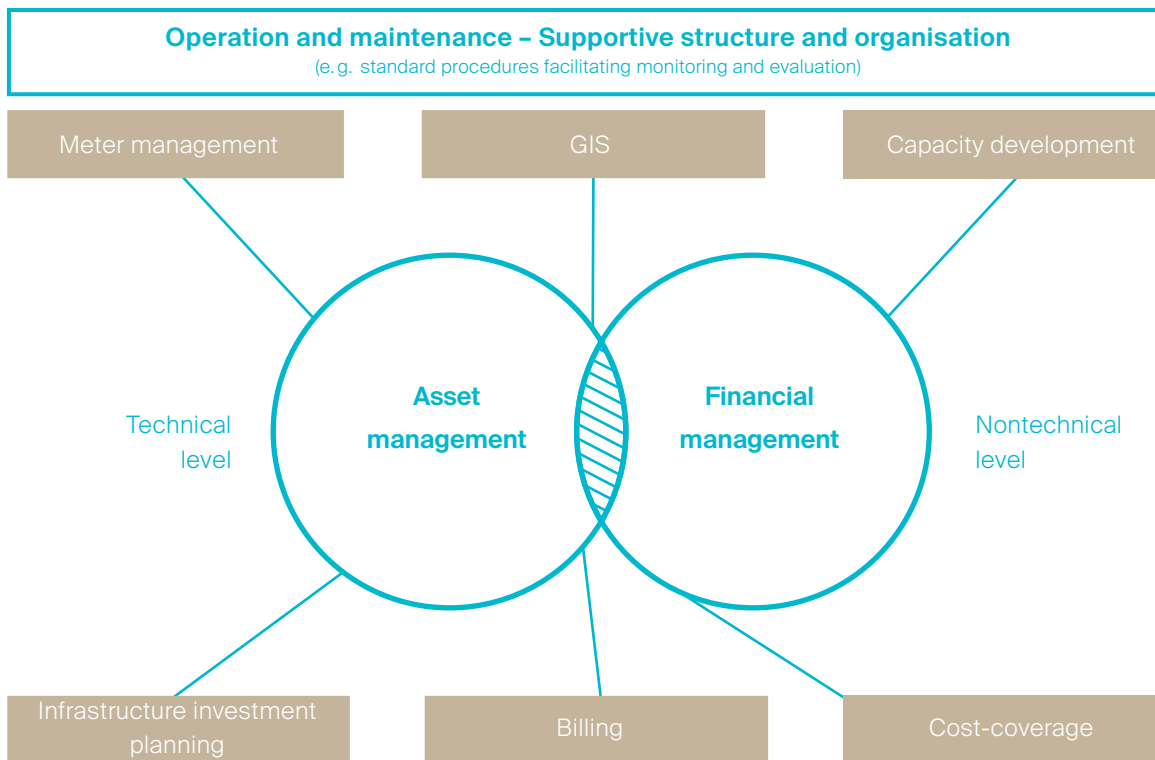 Operation and maintenance – Supportive structure and organisation
(e. g. standard procedures facilitating monitoring and evaluation)
Meter management
GIS
Capacity development
Technical
level
Asset
management
Financial
management
Nontechnical
level
Infrastructure investment
planning
Billing
Cost-coverage